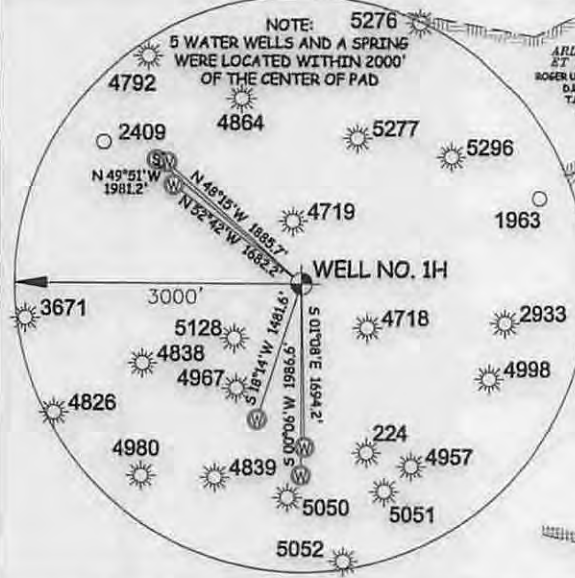 NOTE:
5 WATER WELLS AND A SPRING
WERE LOCATED WITHIN 2000'
OF THE CENTER OF PAD
5276
4792
4864
2409
5277
5296
S
W
W
N 49°51'W
1981.2'
N 48°15'W 1885.7'
N 52°42'W 1682.2'
4719
1963
WELL NO. 1H
3000'
3671
5128
4718
2933
4838
4967
4998
4826
S 18°14'W 1481.6'
S 00°06'W 1986.6'
S 01°08'E 1694.2'
W
W
W
224
4980
4839
4957
5050
5051
5052
ET
ROGER